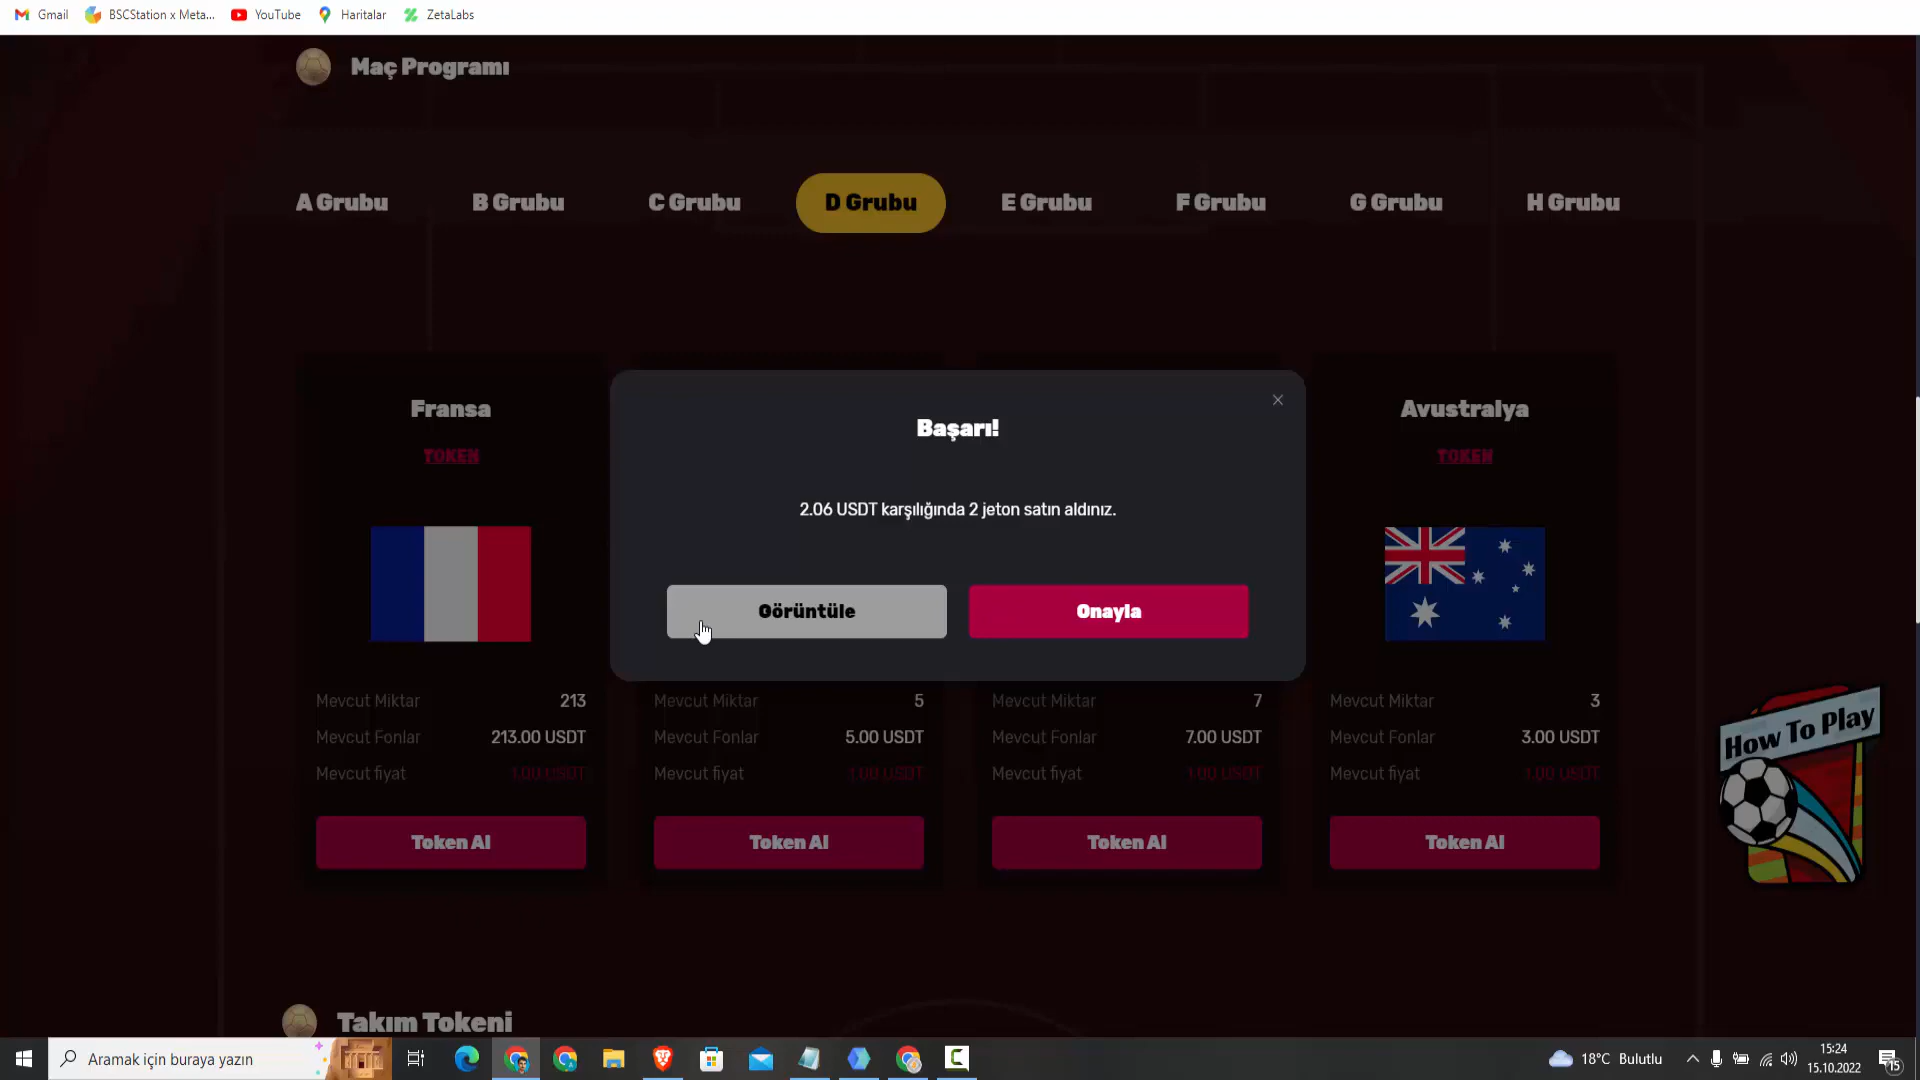 Gmail
BSCStation x Meta...
YouTube
Haritalar
ZetaLabs
Maç Programı
A Grubu
B Grubu
C Grubu
D Grubu
E Grubu
F Grubu
G Grubu
H Grubu
Fransa
TOKEN
Avustralya
TOKEN
Başarı!
2.06 USDT karşılığında 2 jeton satın aldınız.
Görüntüle
Onayla
Mevcut Miktar 213
Mevcut Fonlar 213.00 USDT
Mevcut fiyat 1.00 USDT
Token Al
Mevcut Miktar 5
Mevcut Fonlar 5.00 USDT
Mevcut fiyat 1.00 USDT
Token Al
Mevcut Miktar 7
Mevcut Fonlar 7.00 USDT
Mevcut fiyat 1.00 USDT
Token Al
Mevcut Miktar 3
Mevcut Fonlar 3.00 USDT
Mevcut fiyat 1.00 USDT
Token Al
How To Play
Takım Tokeni
Aramak için buraya yazın
18°C Bulutlu
15:24
15.10.2022
15